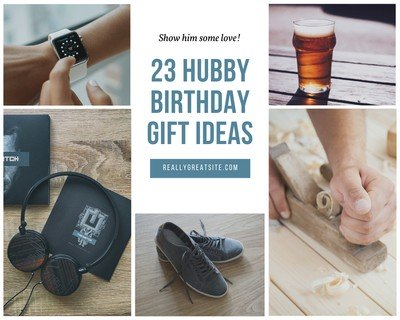 Show him some love!
23 HUBBY
BIRTHDAY
GIFT IDEAS
REALLYGREATSITE.COM